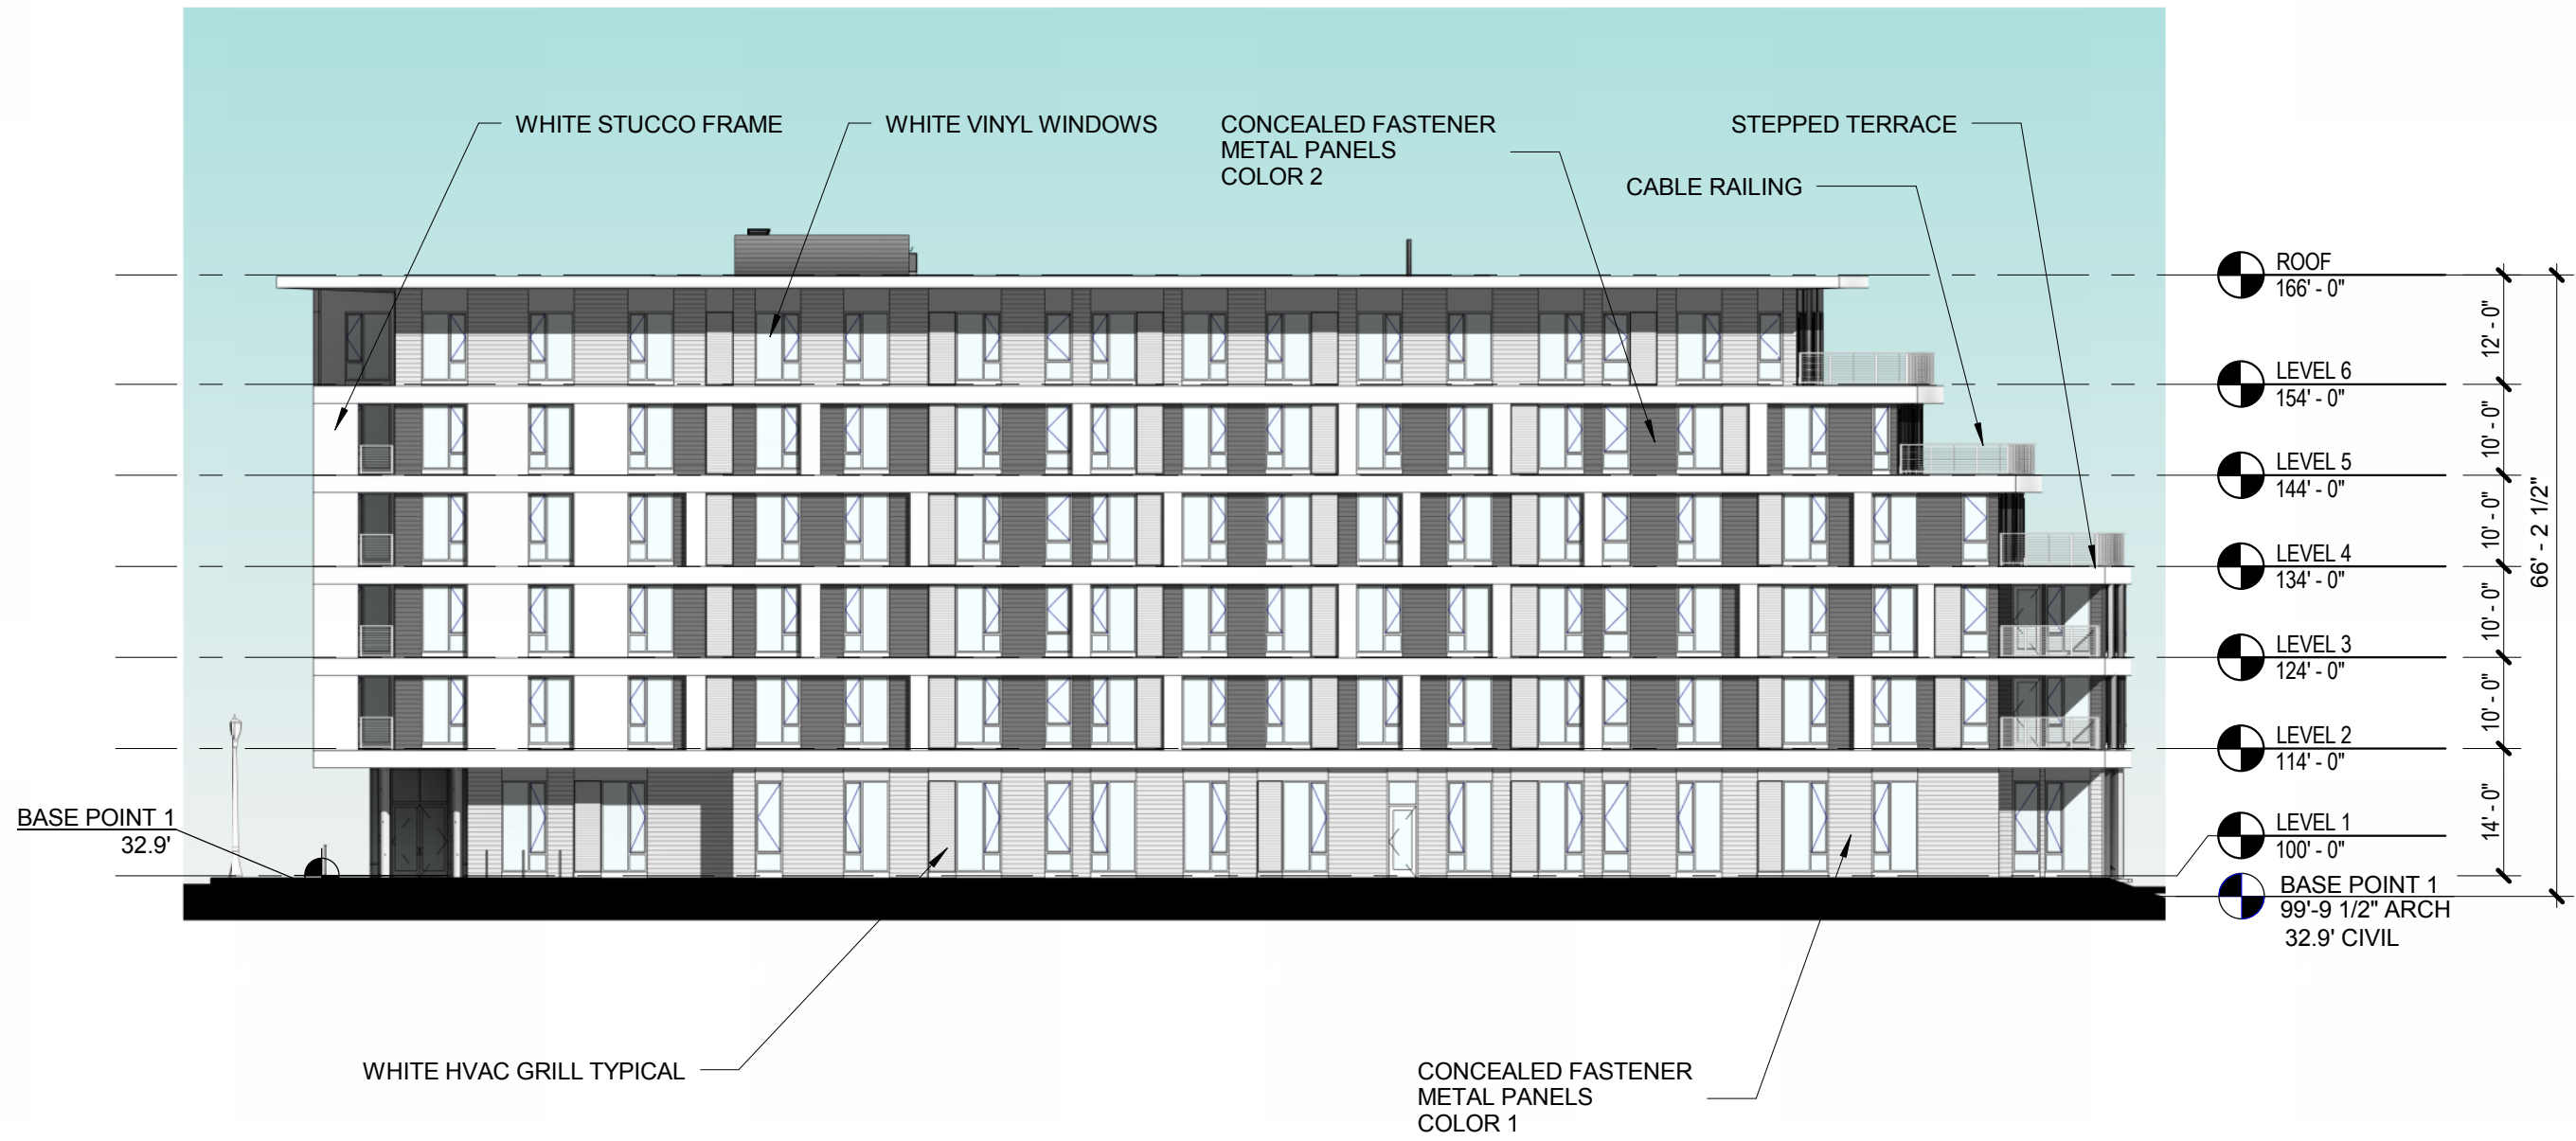 WHITE STUCCO FRAME
WHITE VINYL WINDOWS
CONCEALED FASTENER
METAL PANELS
COLOR 2
STEPPED TERRACE
CABLE RAILING
ROOF
166' - 0"
12' - 0"
LEVEL 6
154' - 0"
10' - 0"
LEVEL 5
144' - 0"
10' - 0"
66' - 2 1/2"
LEVEL 4
134' - 0"
10' - 0"
LEVEL 3
124' - 0"
10' - 0"
LEVEL 2
114' - 0"
14' - 0"
LEVEL 1
100' - 0"
BASE POINT 1
32.9'
BASE POINT 1
99'-9 1/2" ARCH
32.9' CIVIL
WHITE HVAC GRILL TYPICAL
CONCEALED FASTENER
METAL PANELS
COLOR 1